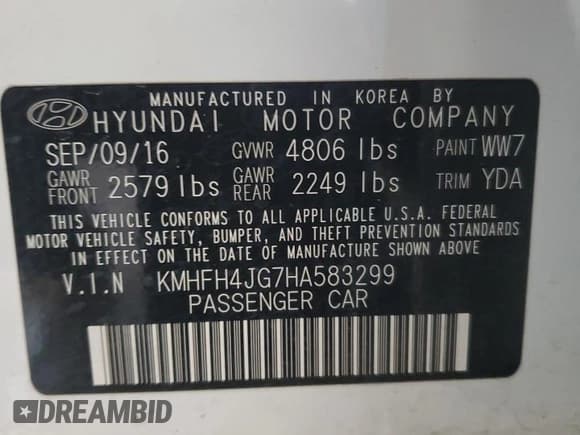 MANUFACTURED IN KOREA BY
HYUNDAI MOTOR COMPANY
SEP/09/16 GVWR 4806 lbs PAINT WW7
GAWR FRONT 2579 lbs GAWR REAR 2249 lbs TRIM YDA
THIS VEHICLE CONFORMS TO ALL APPLICABLE U.S.A. FEDERAL
MOTOR VEHICLE SAFETY, BUMPER, AND THEFT PREVENTION STANDARDS
IN EFFECT ON THE DATE OF MANUFACTURE SHOWN ABOVE.
V.I.N KMHFH4JG7HA583299
PASSENGER CAR
DREAMBID